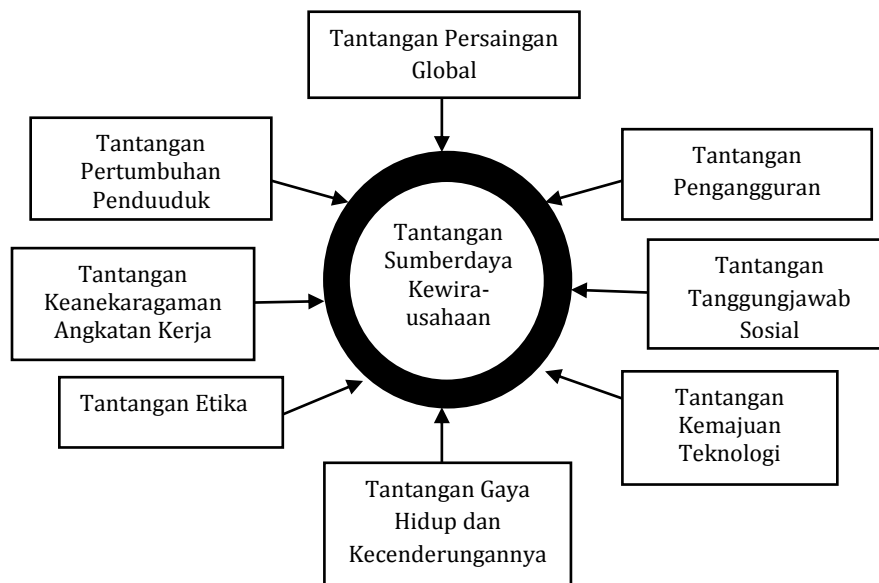 Tantangan Persaingan
Global
Tantangan
Pertumbuhan
Penduuduk
Tantangan
Pengangguran
Tantangan
Sumberdaya
Kewira-
usahaan
Tantangan
Keanekaragaman
Angkatan Kerja
Tantangan
Tanggungjawab
Sosial
Tantangan Etika
Tantangan
Kemajuan
Teknologi
Tantangan Gaya
Hidup dan
Kecenderungannya